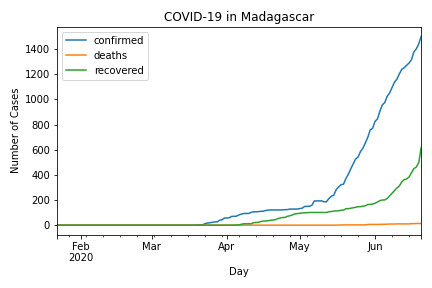 COVID-19 in Madagascar
confirmed
deaths
recovered
Number of Cases
1400
1200
1000
800
600
400
200
0
Feb Mar Apr May Jun
2020
Day